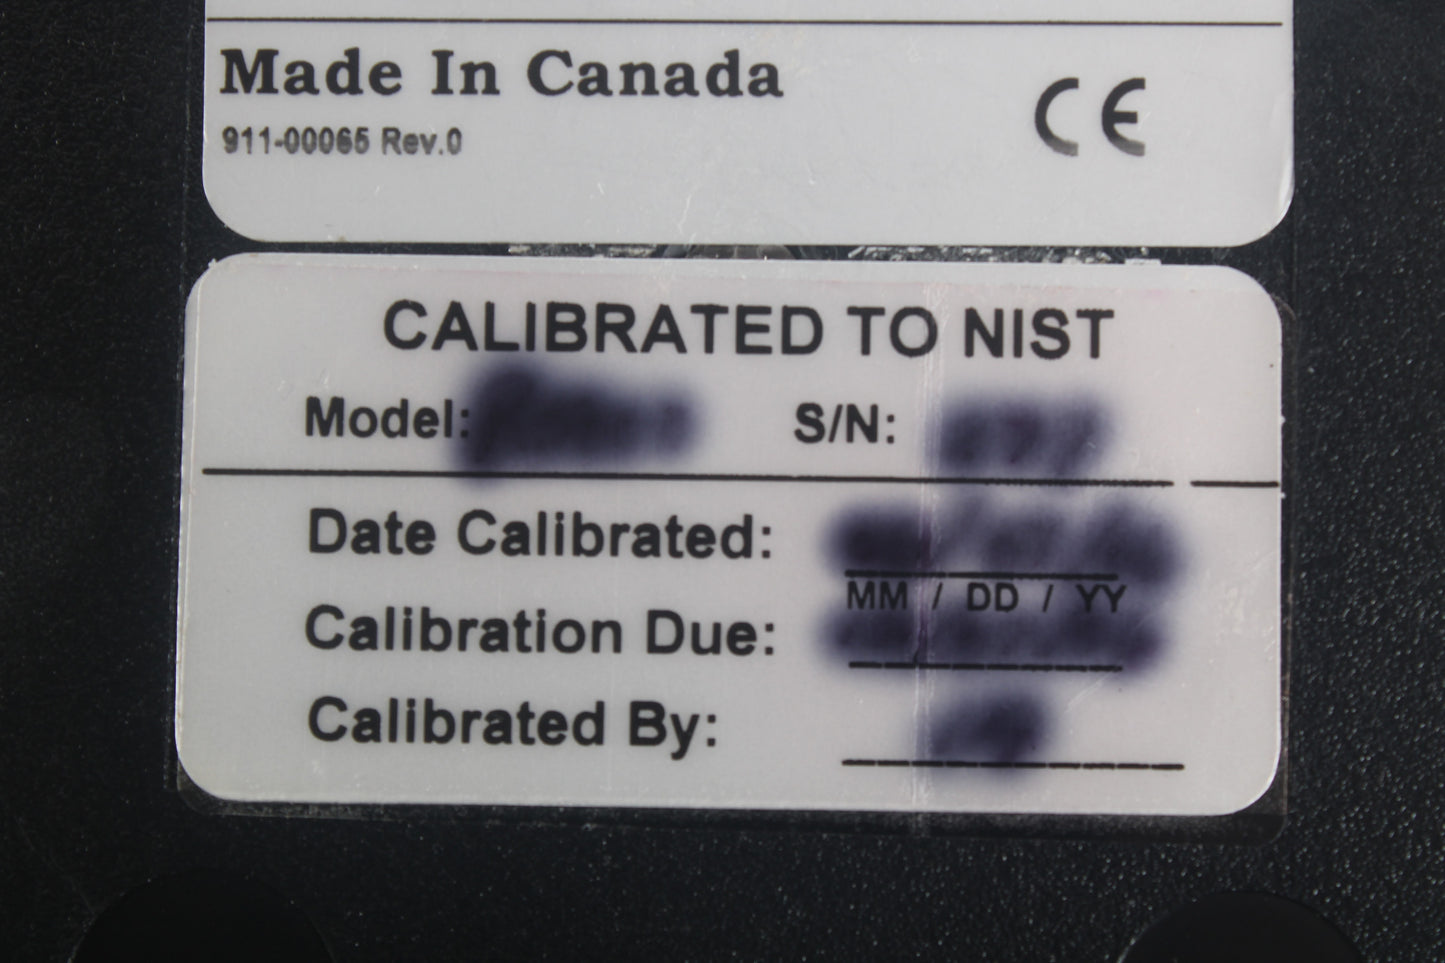 Made In Canada
911-00065 Rev.0
CE
CALIBRATED TO NIST
Model: S/N:
Date Calibrated:
MM / DD / YY
Calibration Due:
Calibrated By: